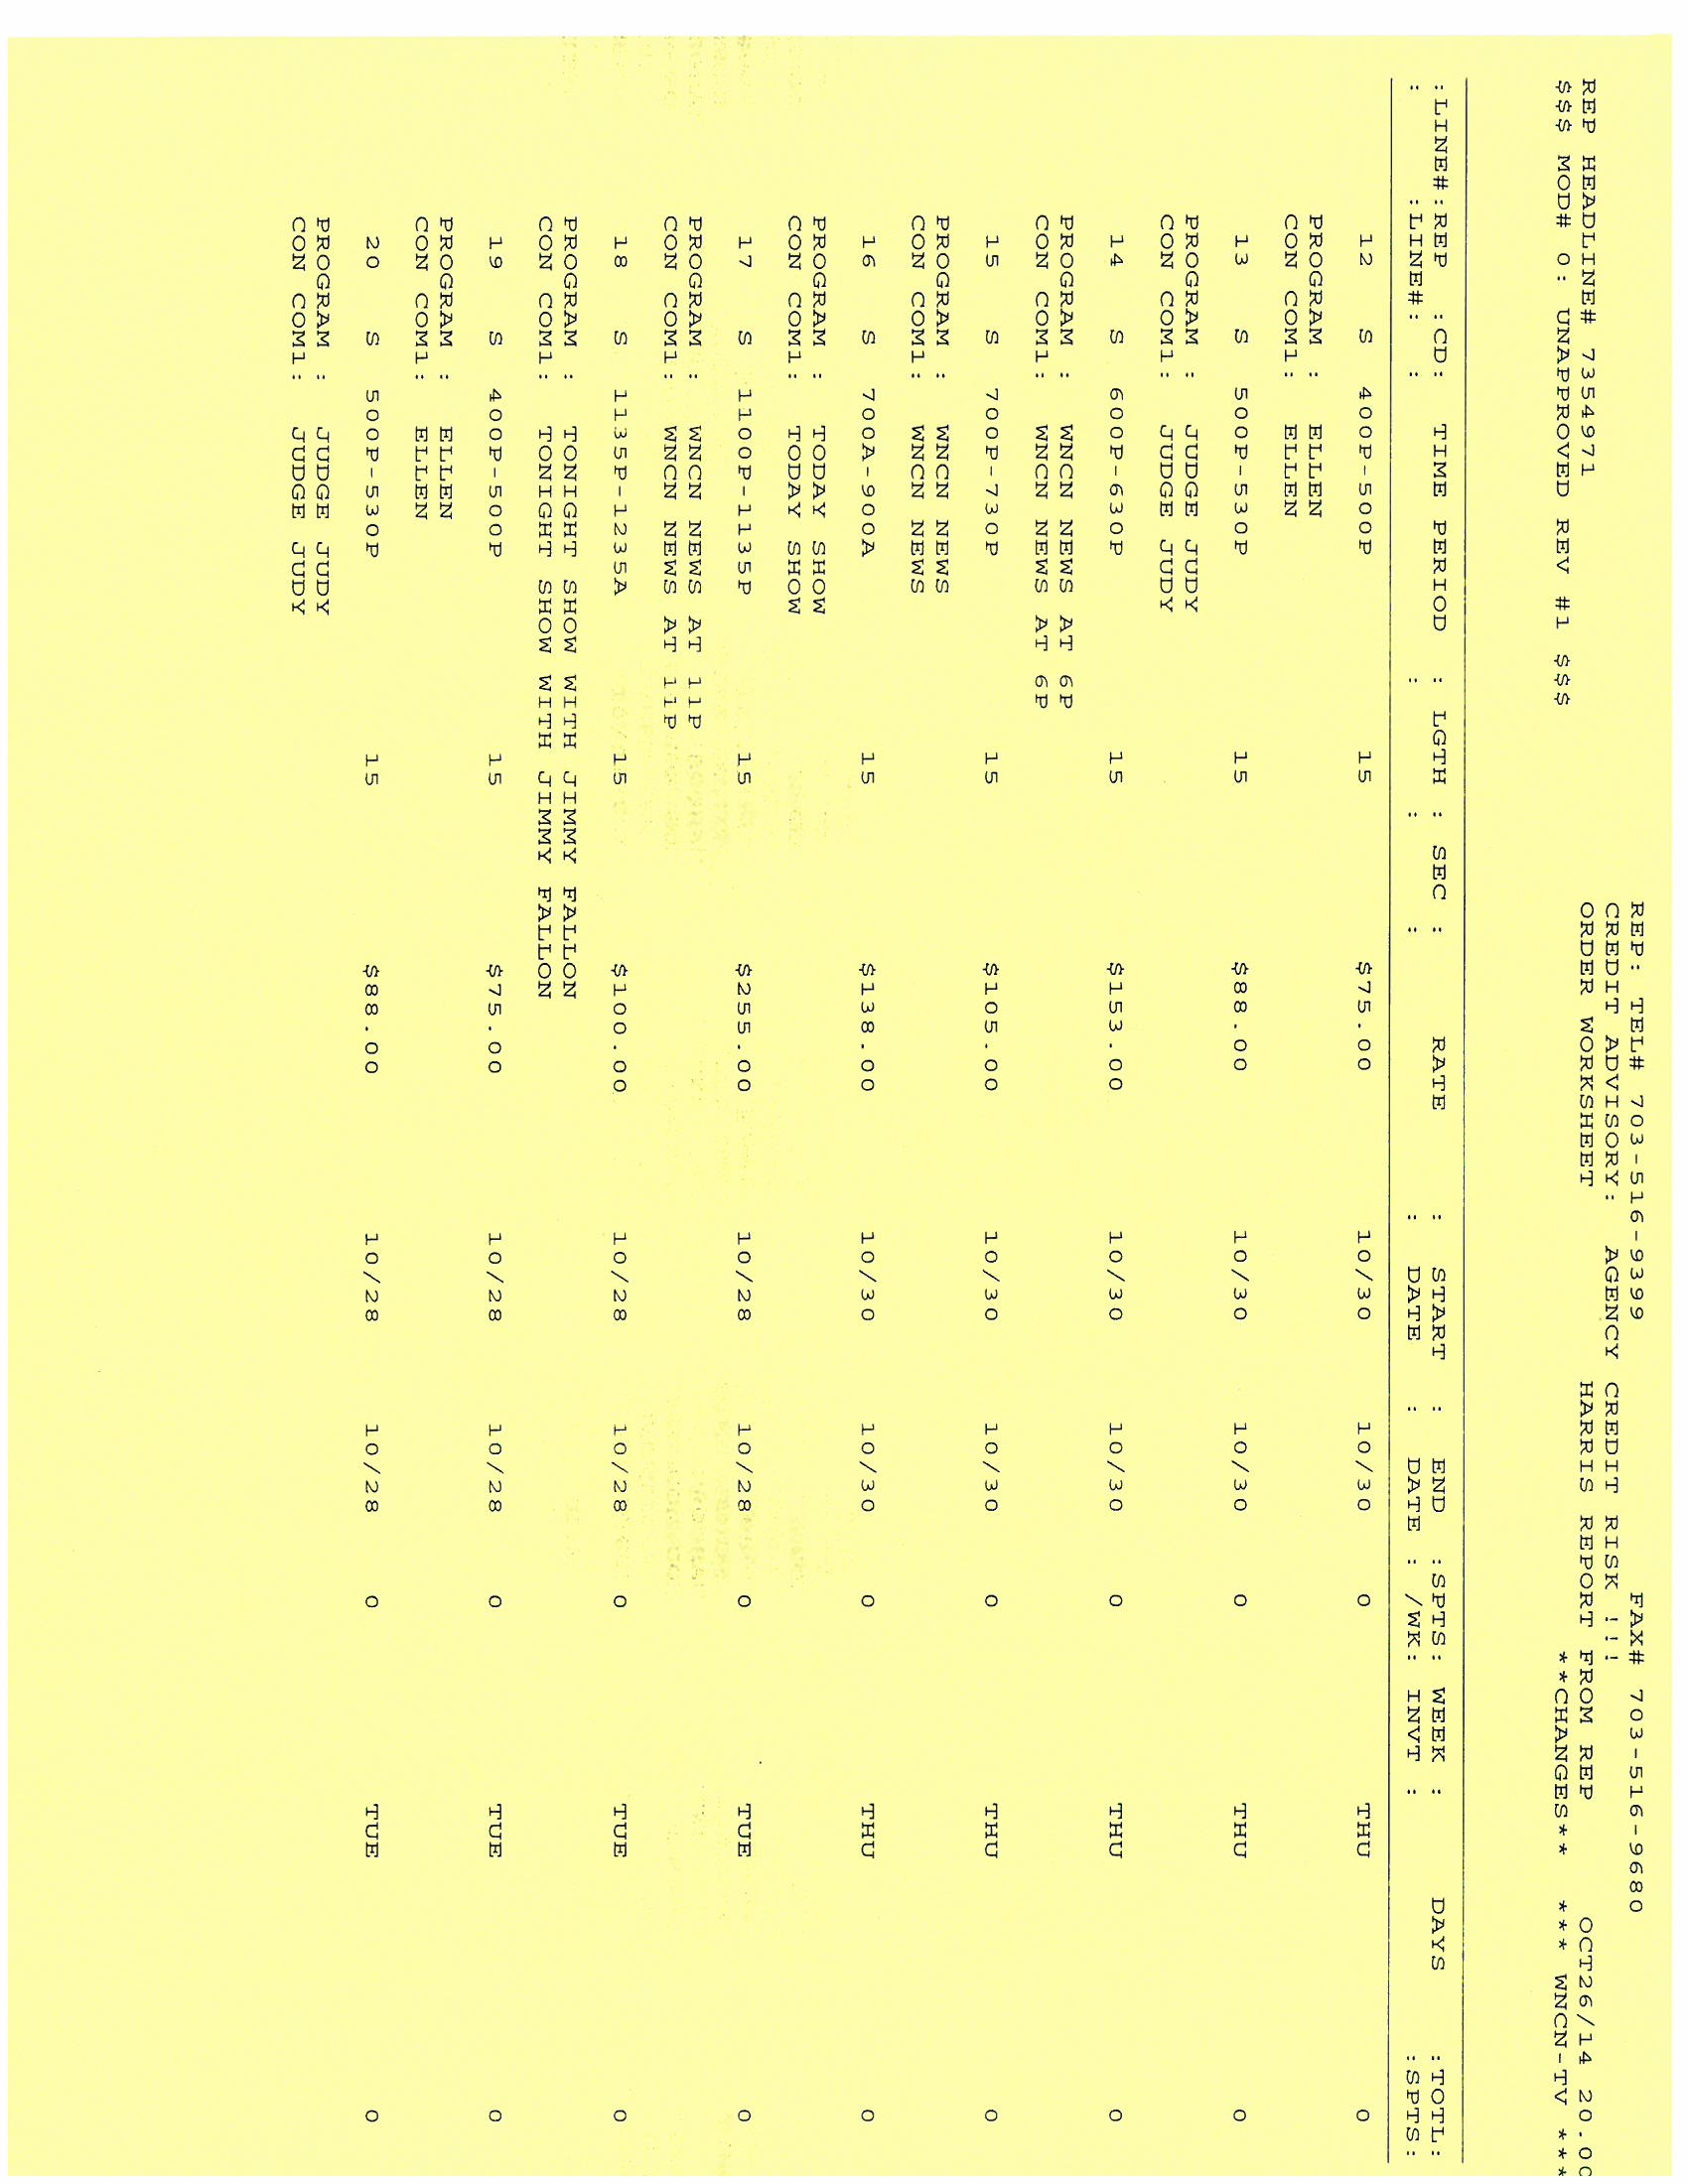 REP: TEL# 703-516-9399 FAX# 703-516-9680
CREDIT ADVISORY: AGENCY CREDIT RISK !!!
REP HEADLINE# 7354971 ORDER WORKSHEET HARRIS REPORT FROM REP OCT26/14 20.00
$$$ MOD# 0: UNAPPROVED REV #1 $$$ **CHANGES** *** WNCN-TV ***
:LINE#:REP :CD: TIME PERIOD : LGTH : SEC : RATE : START : END :SPTS: WEEK : DAYS :TOTL:
: :LINE#: : : : : : DATE : DATE : /WK: INVT : :SPTS:
12 S 400P-500P 15 $75.00 10/30 10/30 0 THU 0
PROGRAM : ELLEN
CON COM1: ELLEN
13 S 500P-530P 15 $88.00 10/30 10/30 0 THU 0
PROGRAM : JUDGE JUDY
CON COM1: JUDGE JUDY
14 S 600P-630P 15 $153.00 10/30 10/30 0 THU 0
PROGRAM : WNCN NEWS AT 6P
CON COM1: WNCN NEWS AT 6P
15 S 700P-730P 15 $105.00 10/30 10/30 0 THU 0
PROGRAM : WNCN NEWS
CON COM1: WNCN NEWS
16 S 700A-900A 15 $138.00 10/30 10/30 0 THU 0
PROGRAM : TODAY SHOW
CON COM1: TODAY SHOW
17 S 1100P-1135P 15 $255.00 10/28 10/28 0 TUE 0
PROGRAM : WNCN NEWS AT 11P
CON COM1: WNCN NEWS AT 11P
18 S 1135P-1235A 15 $100.00 10/28 10/28 0 TUE 0
PROGRAM : TONIGHT SHOW WITH JIMMY FALLON
CON COM1: TONIGHT SHOW WITH JIMMY FALLON
19 S 400P-500P 15 $75.00 10/28 10/28 0 TUE 0
PROGRAM : ELLEN
CON COM1: ELLEN
20 S 500P-530P 15 $88.00 10/28 10/28 0 TUE 0
PROGRAM : JUDGE JUDY
CON COM1: JUDGE JUDY